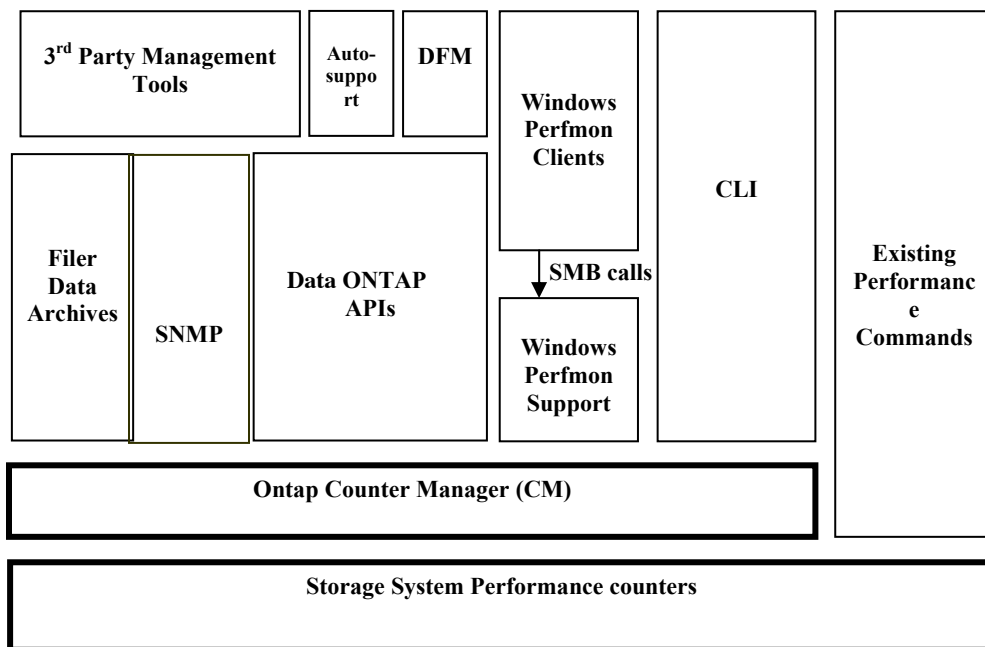 3rd Party Management
Tools
Auto-
suppo
rt
DFM
Windows
Perfmon
Clients
CLI
Existing
Performanc
e
Commands
Filer
Data
Archives
SNMP
Data ONTAP
APIs
SMB calls
Windows
Perfmon
Support
Ontap Counter Manager (CM)
Storage System Performance counters